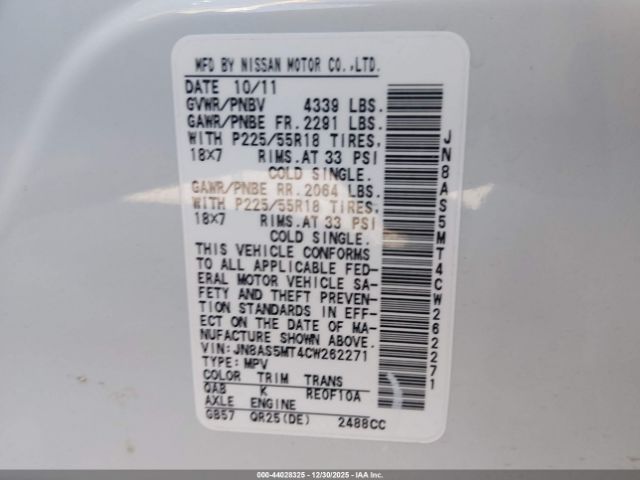 MFD BY NISSAN MOTOR CO.,LTD.
DATE 10/11
GVWR/PNBV 4339 LBS.
GAWR/PNBE FR. 2291 LBS.
WITH P225/55R18 TIRES,
18X7 RIMS.AT 33 PSI
COLD SINGLE.
GAWR/PNBE RR. 2064 LBS.
WITH P225/55R18 TIRES,
18X7 RIMS.AT 33 PSI
COLD SINGLE.
THIS VEHICLE CONFORMS
TO ALL APPLICABLE FED-
ERAL MOTOR VEHICLE SA-
FETY AND THEFT PREVEN-
TION STANDARDS IN EFF-
ECT ON THE DATE OF MA-
NUFACTURE SHOWN ABOVE.
VIN: JN8AS5MT4CW262271
TYPE: MPV
COLOR TRIM TRANS
QAB K RE0F10A
AXLE ENGINE
GB57 QR25(DE) 2488CC
JN8AS5MT4CW262271
000-44028325 - 12/30/2025 - IAAI.COM